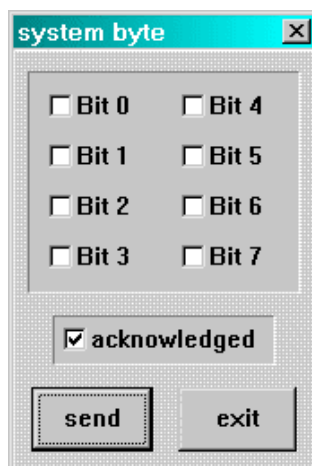 system byte
Bit 0 Bit 4
Bit 1 Bit 5
Bit 2 Bit 6
Bit 3 Bit 7
acknowledged
send exit